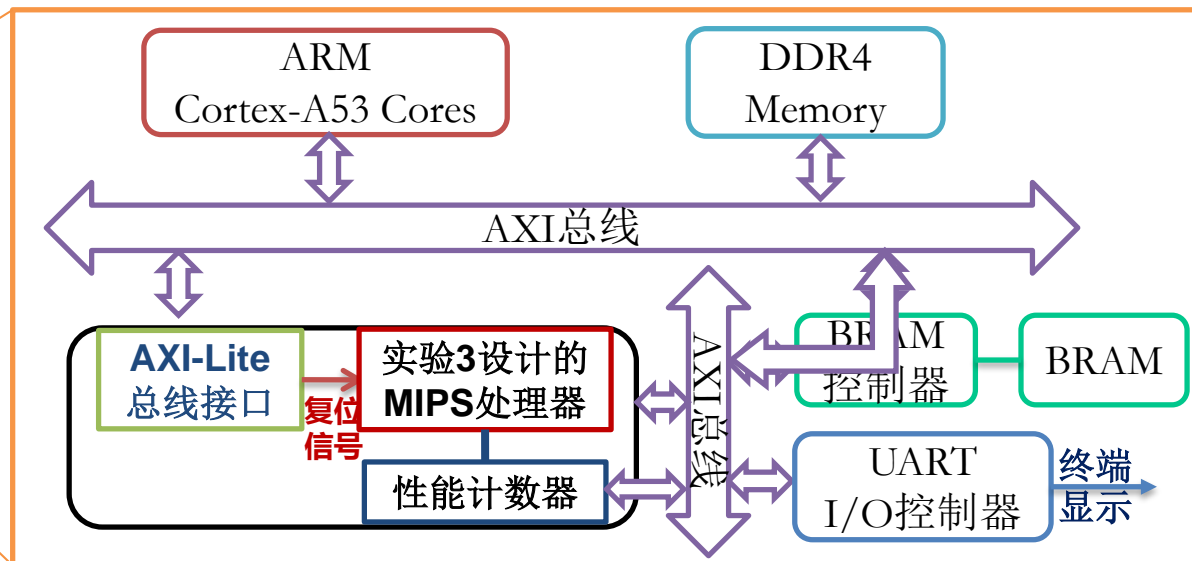 ARM
Cortex-A53 Cores
DDR4
Memory
AXI总线
AXI-Lite
总线接口
复位
信号
实验3设计的
MIPS处理器
性能计数器
AXI总线
BRAM
控制器
BRAM
UART
I/O控制器
终端
显示